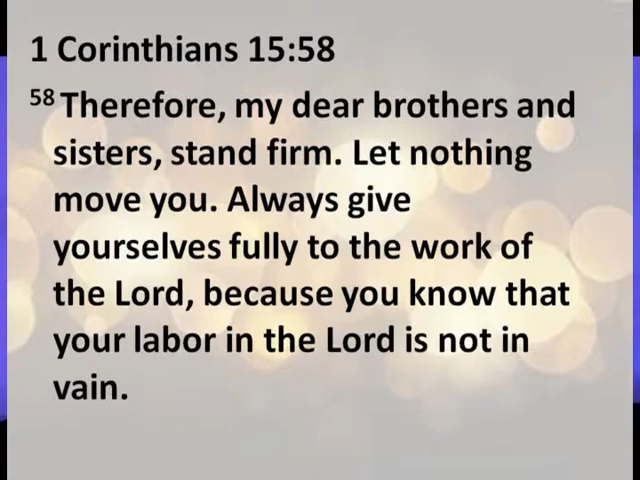 1 Corinthians 15:58
58 Therefore, my dear brothers and
sisters, stand firm. Let nothing
move you. Always give
yourselves fully to the work of
the Lord, because you know that
your labor in the Lord is not in
vain.